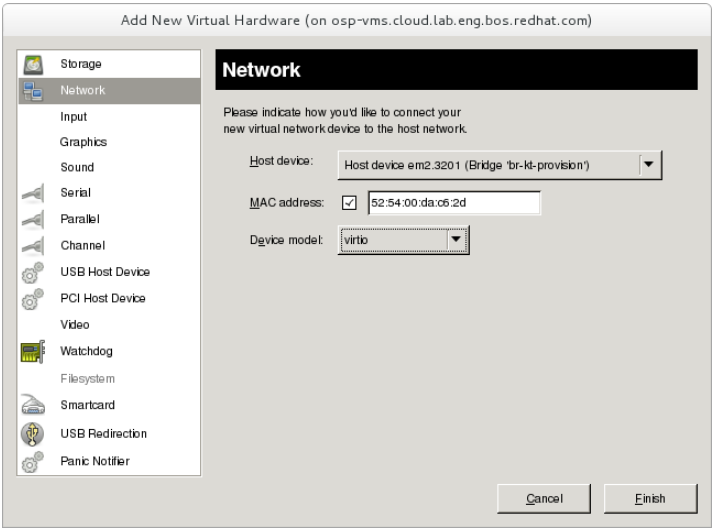 Add New Virtual Hardware (on osp-vms.cloud.lab.eng.bos.redhat.com)
Storage
Network
Input
Graphics
Sound
Serial
Parallel
Channel
USB Host Device
PCI Host Device
Video
Watchdog
Filesystem
Smartcard
USB Redirection
Panic Notifier
Network
Please indicate how you'd like to connect your
new virtual network device to the host network.
Host device: Host device em2.3201 (Bridge 'br-kt-provision')
MAC address: 52:54:00:da:c6:2d
Device model: virtio
Cancel Finish